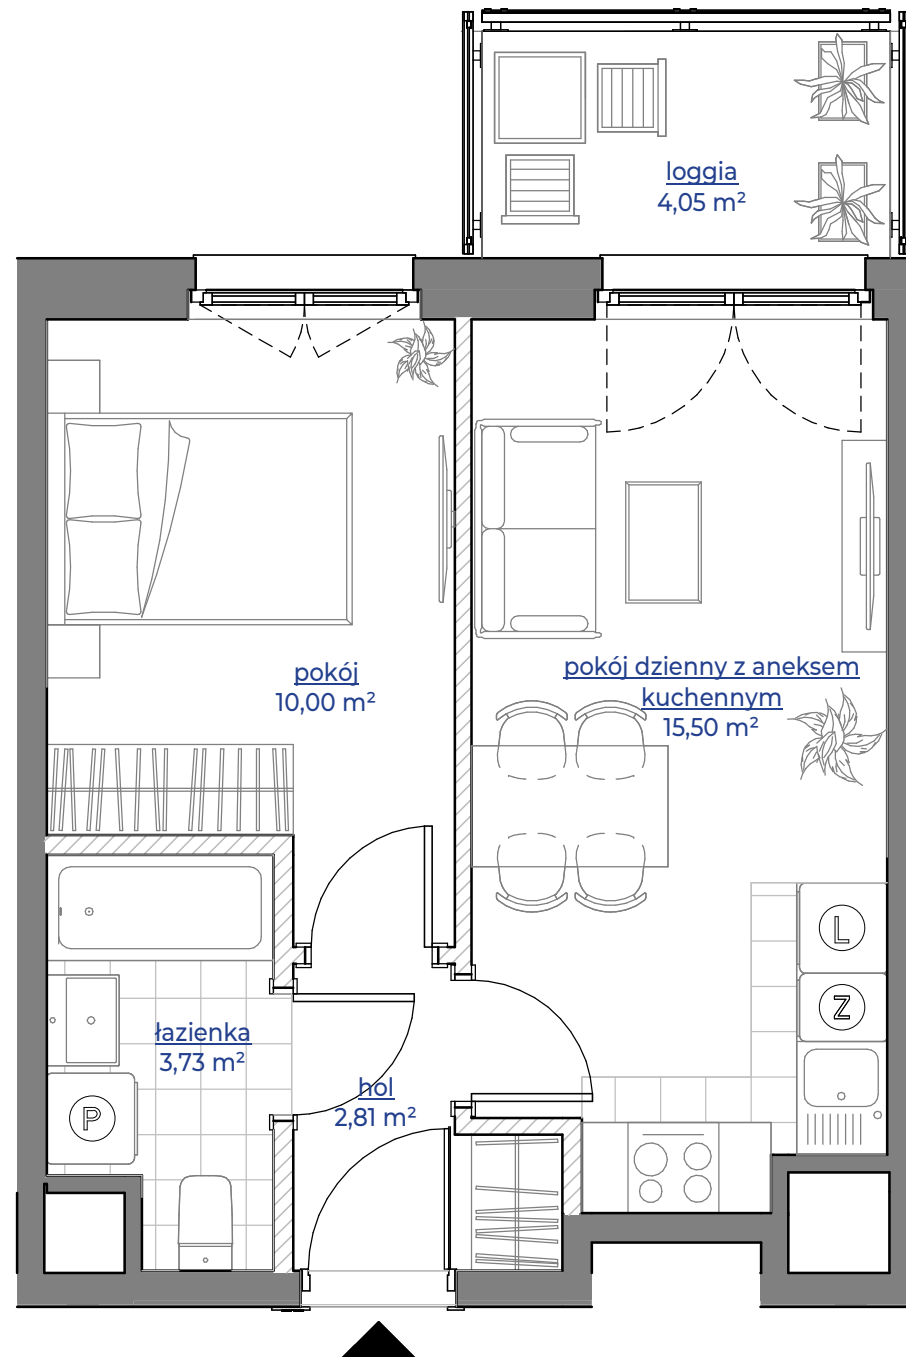 loggia
4,05 m²
pokój
10,00 m²
pokój dzienny z aneksem
kuchennym
15,50 m²
L
Z
łazienka
3,73 m²
hol
2,81 m²
P